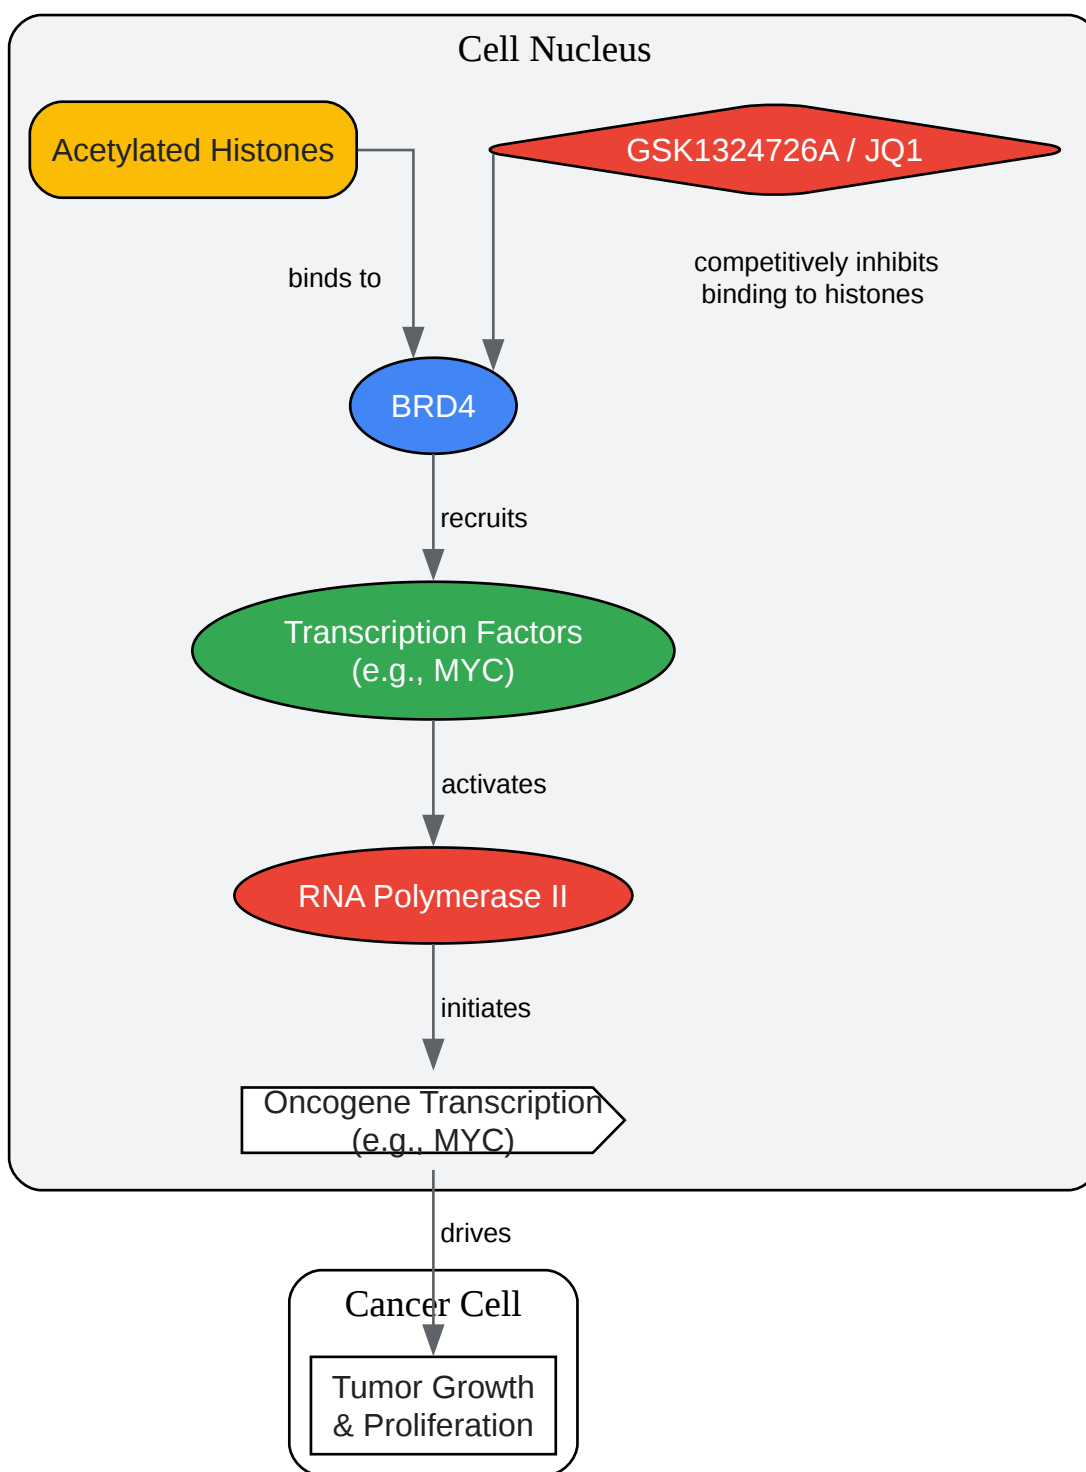 Cell Nucleus
Acetylated Histones
GSK1324726A / JQ1
binds to
competitively inhibits
binding to histones
BRD4
recruits
Transcription Factors
(e.g., MYC)
activates
RNA Polymerase II
initiates
Oncogene Transcription
(e.g., MYC)
drives
Cancer Cell
Tumor Growth
& Proliferation